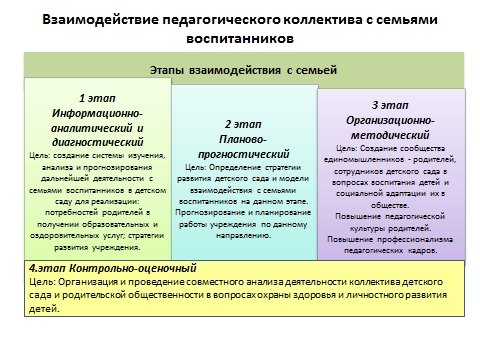 Взаимодействие педагогического коллектива с семьями
воспитанников
Этапы взаимодействия с семьей
1 этап
Информационно-
аналитический и
диагностический
Цель: создание системы изучения,
анализа и прогнозирования
дальнейшей деятельности с
семьями воспитанников в детском
саду для реализации:
потребностей родителей в
получении образовательных и
оздоровительных услуг; стратегии
развития учреждения.
2 этап
Планово-
прогностический
Цель: Определение стратегии
развития детского сада и модели
взаимодействия с семьями
воспитанников на данном этапе.
Прогнозирование и планирование
работы учреждения по данному
направлению.
3 этап
Организационно-
методический
Цель: Создание сообщества
единомышленников - родителей,
сотрудников детского сада в
вопросах воспитания детей и
социальной адаптации их в
обществе.
Повышение педагогической
культуры родителей.
Повышение профессионализма
педагогических кадров.
4.этап Контрольно-оценочный
Цель: Организация и проведение совместного анализа деятельности коллектива детского
сада и родительской общественности в вопросах охраны здоровья и личностного развития
детей.